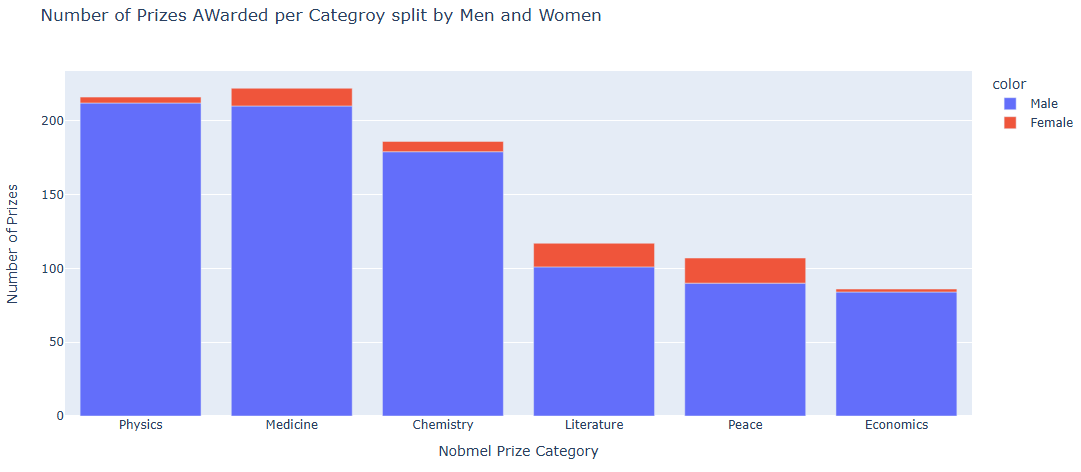 Number of Prizes AWarded per Categroy split by Men and Women
color
Male
Female
Number of Prizes
200
150
100
50
0
Physics
Medicine
Chemistry
Literature
Peace
Economics
Nobmel Prize Category